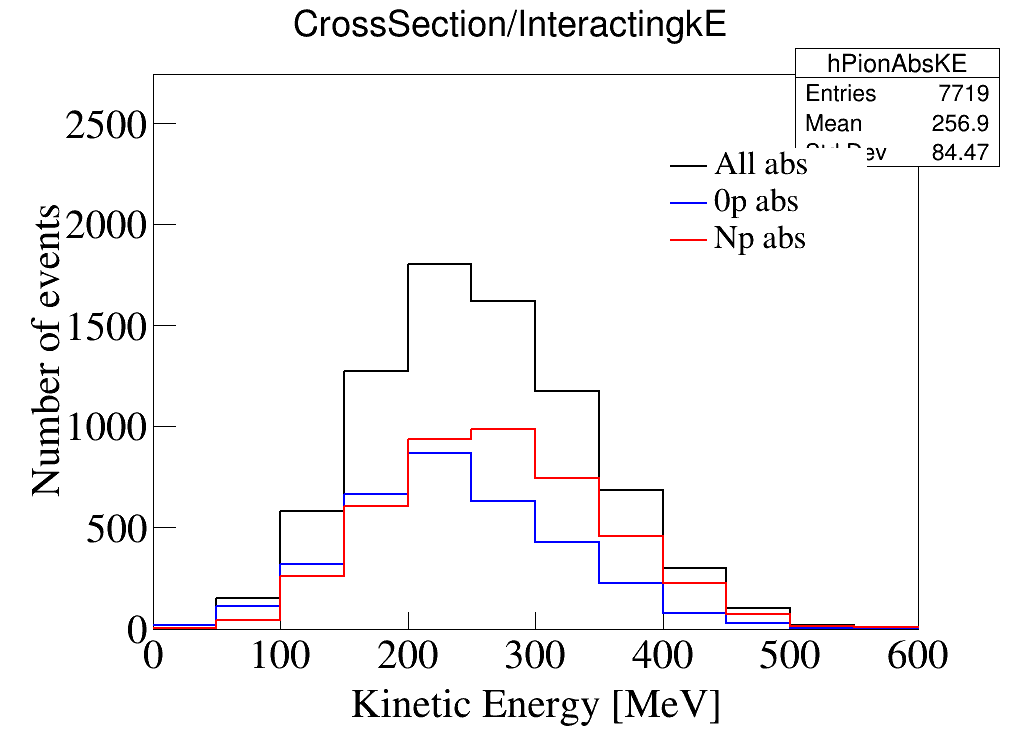 CrossSection/InteractingkE
hPionAbsKE
Entries 7719
Mean 256.9
Dev 84.47
All abs
0p abs
Np abs
Number of events
2500
2000
1500
1000
500
0
0 100 200 300 400 500 600
Kinetic Energy [MeV]